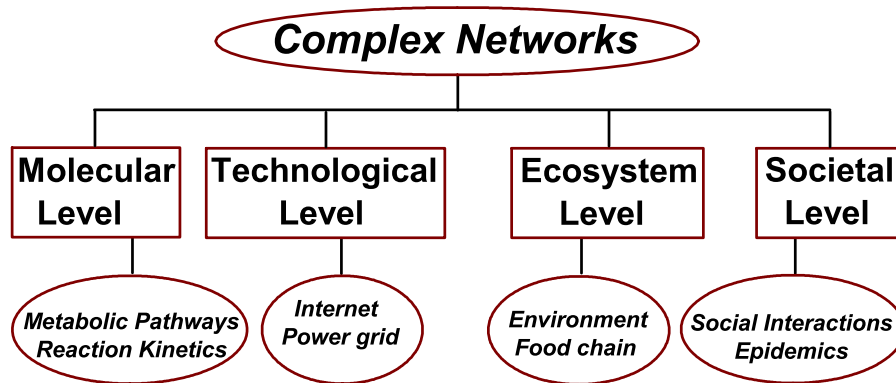 Complex Networks
Molecular
Level
Technological
Level
Ecosystem
Level
Societal
Level
Metabolic Pathways
Reaction Kinetics
Internet
Power grid
Environment
Food chain
Social Interactions
Epidemics